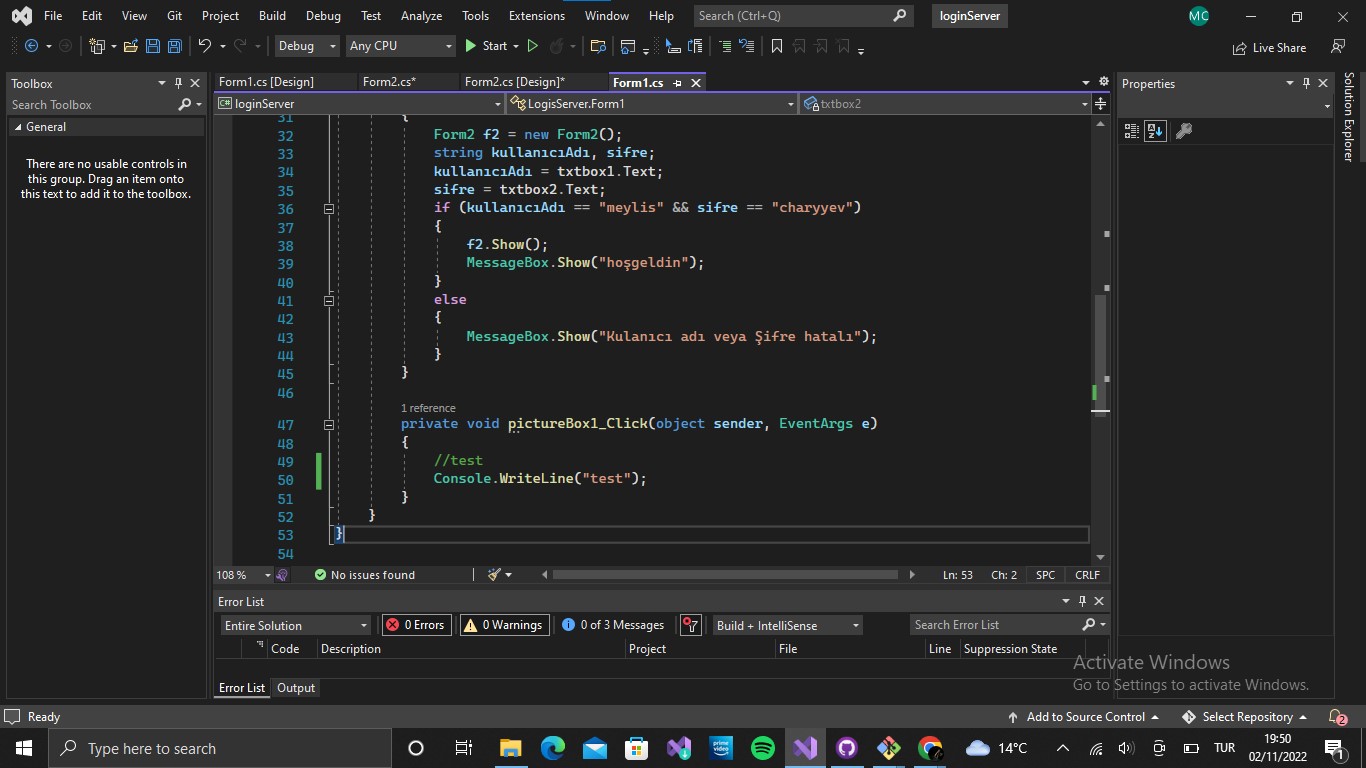 File Edit View Git Project Build Debug Test Analyze Tools Extensions Window Help Search (Ctrl+Q) loginServer MC
Debug Any CPU Start Live Share
Toolbox
Search Toolbox
General
There are no usable controls in
this group. Drag an item onto
this text to add it to the toolbox.
Form1.cs [Design] Form2.cs* Form2.cs [Design]* Form1.cs
C# loginServer LogisServer.Form1 txtbox2
31 {
32 Form2 f2 = new Form2();
33 string kullanıcıAdı, sifre;
34 kullanıcıAdı = txtbox1.Text;
35 sifre = txtbox2.Text;
36 if (kullanıcıAdı == "meylis" && sifre == "charyyev")
37 {
38 f2.Show();
39 MessageBox.Show("hoşgeldin");
40 }
41 else
42 {
43 MessageBox.Show("Kulanıcı adı veya Şifre hatalı");
44 }
45 }
46
1 reference
47 private void pictureBox1_Click(object sender, EventArgs e)
48 {
49 //test
50 Console.WriteLine("test");
51 }
52 }
53 }
54
108 % No issues found Ln: 53 Ch: 2 SPC CRLF
Error List
Entire Solution 0 Errors 0 Warnings 0 of 3 Messages Build + IntelliSense Search Error List
Code Description Project File Line Suppression State
Error List Output
Properties
Solution Explorer
Activate Windows
Go to Settings to activate Windows.
Ready Add to Source Control Select Repository 2
Type here to search prime video 14°C TUR 19:50
02/11/2022 1